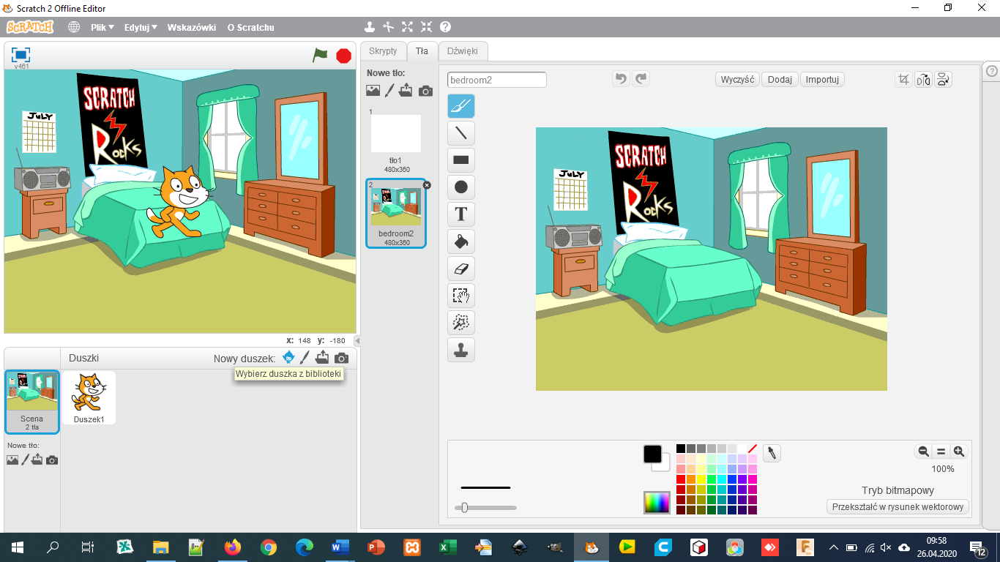 Scratch 2 Offline Editor
SCRATCH Plik Edytuj Wskazówki O Scratchu
v461
Skrypty Tła Dźwięki
Nowe tło:
bedroom2
Wyczyść Dodaj Importuj
1
tło1
480x360
2
bedroom2
480x360
JULY
SCRATCH
Rocks
JULY
SCRATCH
Rocks
T
x: 148 y: -180
Duszki Nowy duszek:
Wybierz duszka z biblioteki
Scena
2 tła
Duszek1
Nowe tło:
100%
Tryb bitmapowy
Przekształć w rysunek wektorowy
09:58
26.04.2020
12